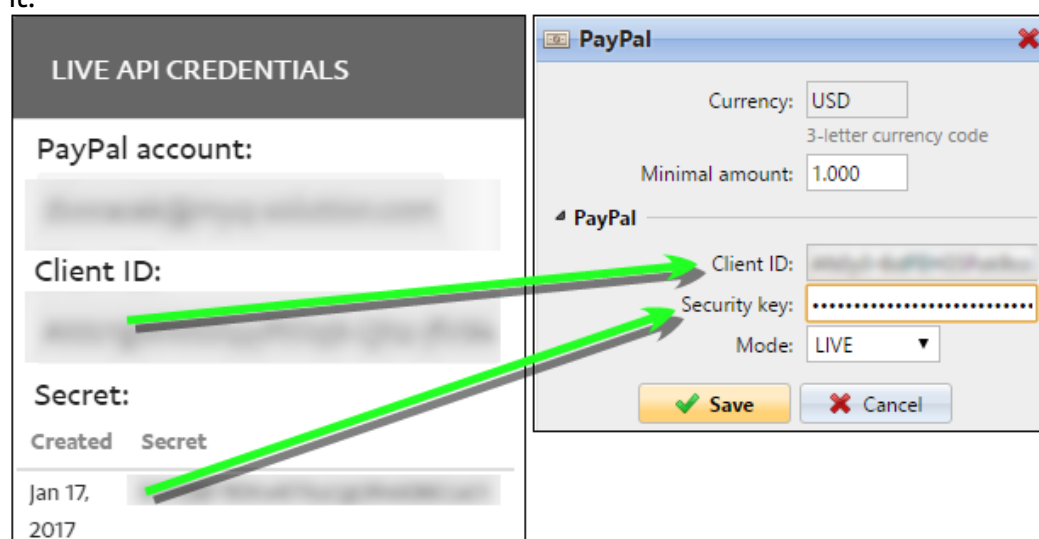 it.
LIVE API CREDENTIALS
PayPal account:
Client ID:
Secret:
Created Secret
Jan 17,
2017
PayPal
Currency: USD
3-letter currency code
Minimal amount: 1.000
PayPal
Client ID:
Security key:
Mode: LIVE
Save Cancel